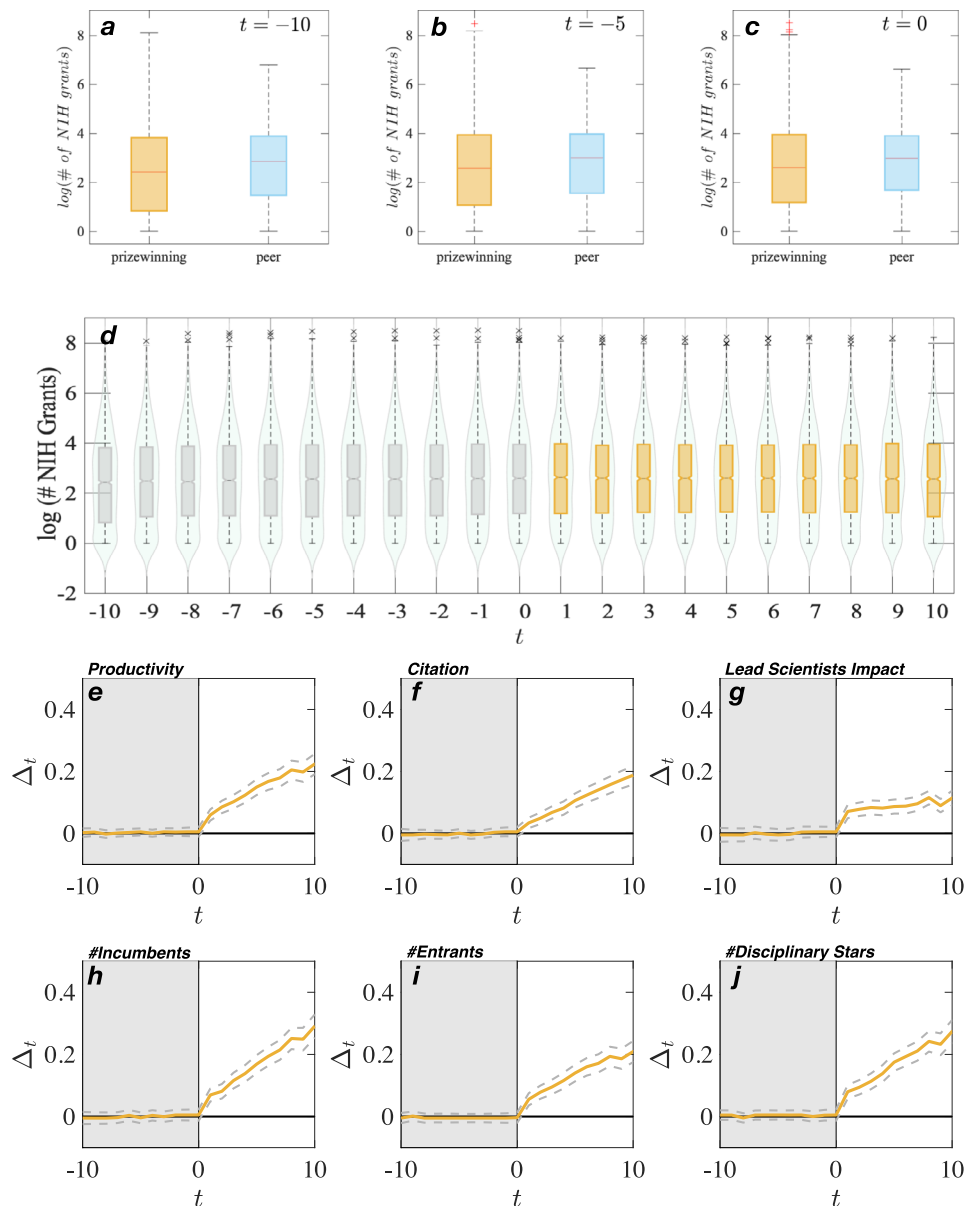 a
t = −10
b
t = −5
c
t = 0
log(# of NIH grants)
8
6
4
2
0
prizewinning
peer
log(# of NIH grants)
8
6
4
2
0
prizewinning
peer
log(# of NIH grants)
8
6
4
2
0
prizewinning
peer
d
log (# NIH Grants)
8
6
4
2
0
-2
-10 -9 -8 -7 -6 -5 -4 -3 -2 -1 0 1 2 3 4 5 6 7 8 9 10
t
Productivity
e
Δt
0.4
0.2
0
-10 0 10
t
Citation
f
Δt
0.4
0.2
0
-10 0 10
t
Lead Scientists Impact
g
Δt
0.4
0.2
0
-10 0 10
t
#Incumbents
h
Δt
0.4
0.2
0
-10 0 10
t
#Entrants
i
Δt
0.4
0.2
0
-10 0 10
t
#Disciplinary Stars
j
Δt
0.4
0.2
0
-10 0 10
t